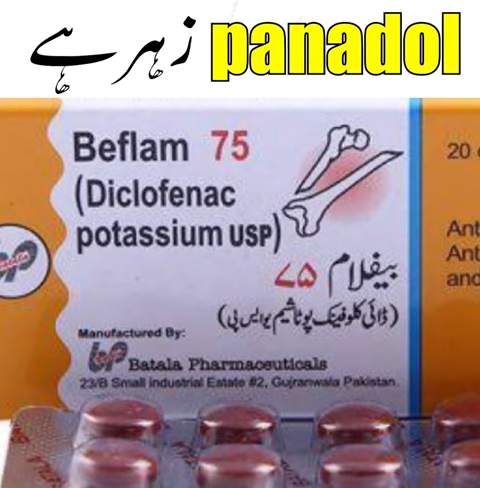 panadol زہر ہے
Beflam 75
(Diclofenac
potassium USP)
بیفلام ۷۵
(ڈائی کلوفینک پوٹاشیم یو ایس پی)
20
Ant
Ant
and
Manufactured By:
Batala Pharmaceuticals
23/B Small industrial Estate #2, Gujranwala Pakistan.